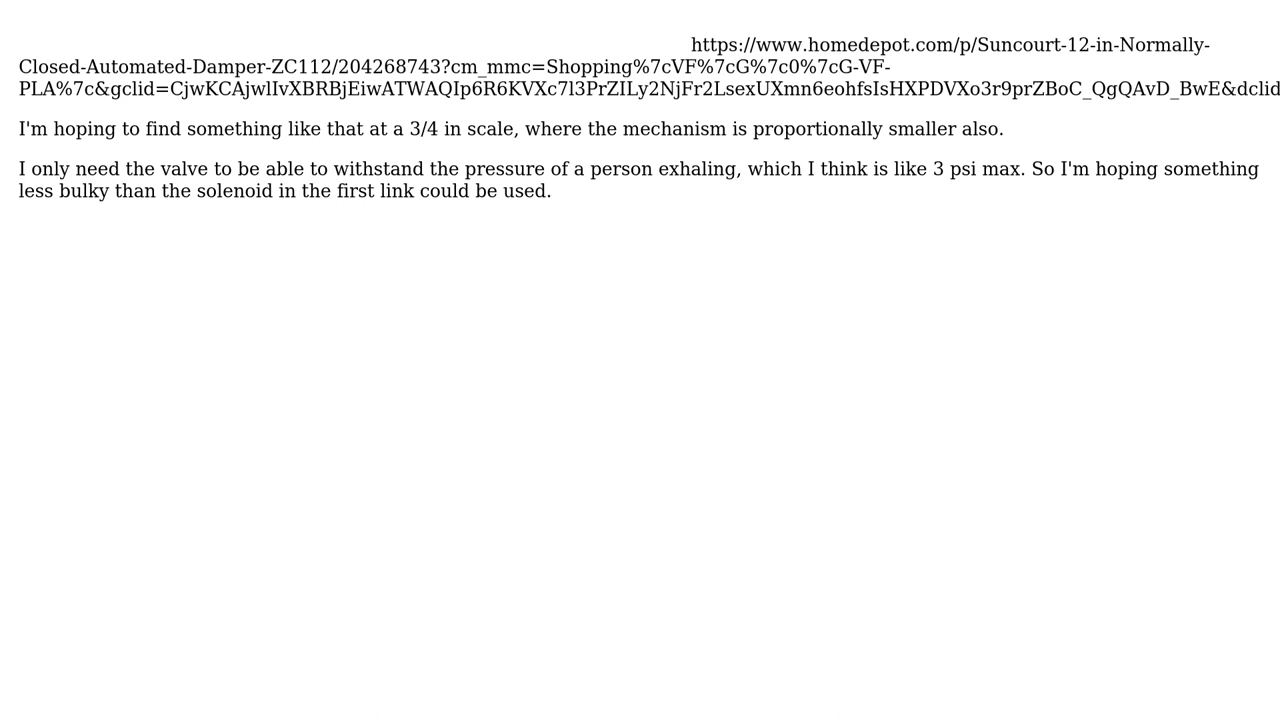 https://www.homedepot.com/p/Suncourt-12-in-Normally-
Closed-Automated-Damper-ZC112/204268743?cm_mmc=Shopping%7cVF%7cG%7c0%7cG-VF-
PLA%7c&gclid=CjwKCAjwlIvXBRBjEiwATWAQIp6R6KVXc7l3PrZILy2NjFr2LsexUXmn6eohfsIsHXPDVXo3r9prZBoC_QgQAvD_BwE&dclid
I'm hoping to find something like that at a 3/4 in scale, where the mechanism is proportionally smaller also.
I only need the valve to be able to withstand the pressure of a person exhaling, which I think is like 3 psi max. So I'm hoping something
less bulky than the solenoid in the first link could be used.